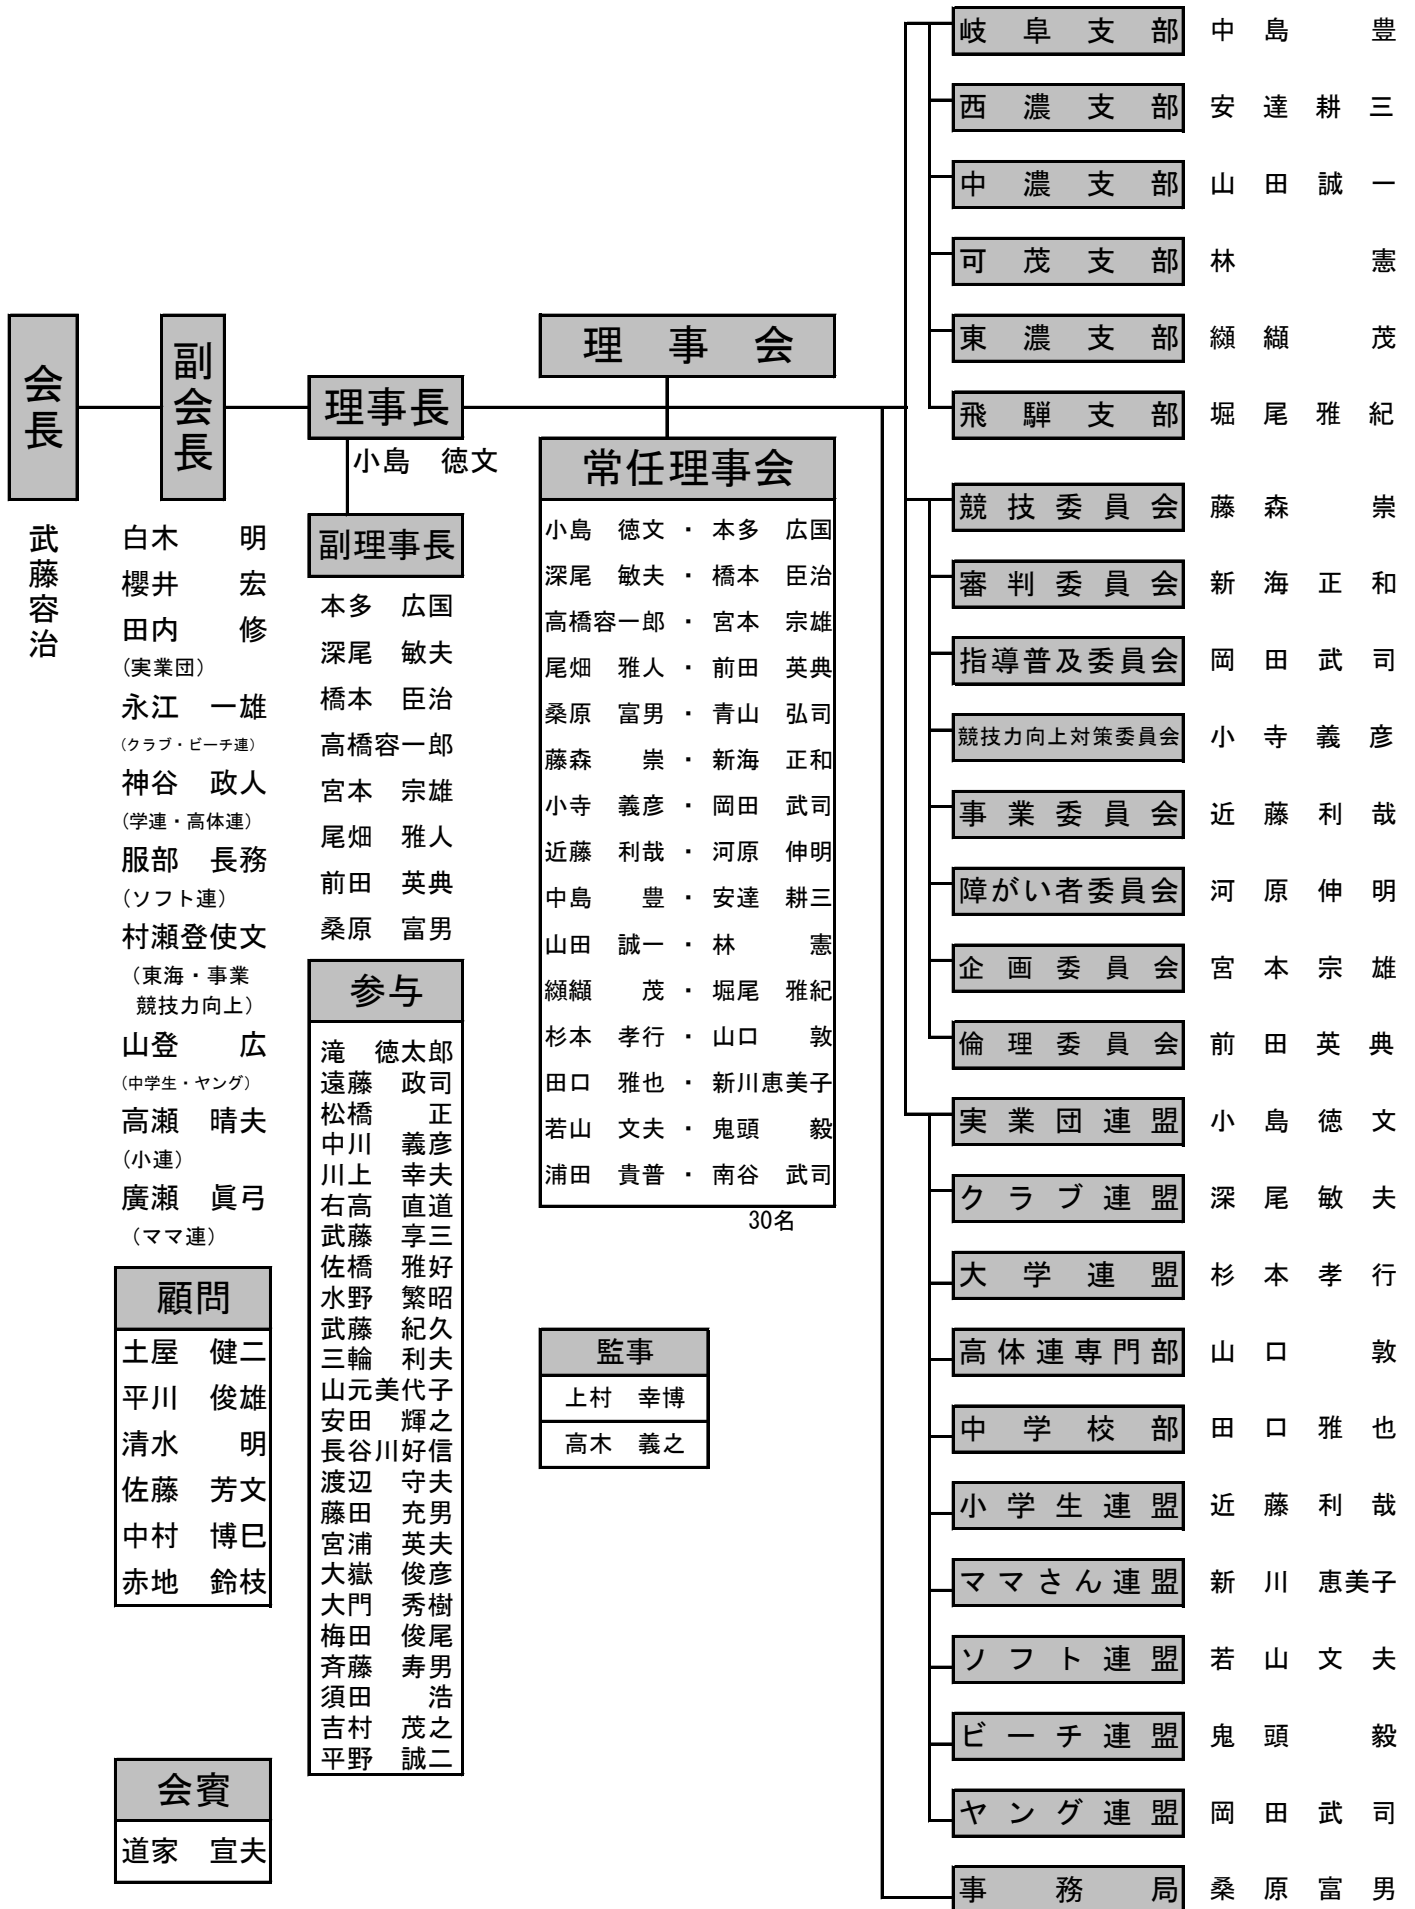 会長
武藤容治
副会長
白木　明
櫻井　宏
田内　修
（実業団）
永江　一雄
（クラブ・ビーチ連）
神谷　政人
（学連・高体連）
服部　長務
（ソフト連）
村瀬登使文
（東海・事業
競技力向上）
山登　広
（中学生・ヤング）
高瀬　晴夫
（小連）
廣瀬　眞弓
（ママ連）
顧問
土屋　健二
平川　俊雄
清水　明
佐藤　芳文
中村　博巳
赤地　鈴枝
会賓
道家　宣夫
理事長
小島　徳文
副理事長
本多　広国
深尾　敏夫
橋本　臣治
高橋容一郎
宮本　宗雄
尾畑　雅人
前田　英典
桑原　富男
参与
滝　徳太郎
遠藤　政司
松橋　正
中川　義彦
川上　幸夫
右高　直道
武藤　享三
佐橋　雅好
水野　繁昭
武藤　紀久
三輪　利夫
山元美代子
安田　輝之
長谷川好信
渡辺　守夫
藤田　充男
宮浦　英夫
大嶽　俊彦
大門　秀樹
梅田　俊尾
斉藤　寿男
須田　浩
吉村　茂之
平野　誠二
理事会
常任理事会
小島　徳文 ・ 本多　広国
深尾　敏夫 ・ 橋本　臣治
高橋容一郎 ・ 宮本　宗雄
尾畑　雅人 ・ 前田　英典
桑原　富男 ・ 青山　弘司
藤森　崇 ・ 新海　正和
小寺　義彦 ・ 岡田　武司
近藤　利哉 ・ 河原　伸明
中島　豊 ・ 安達　耕三
山田　誠一 ・ 林　憲
纐纈　茂 ・ 堀尾　雅紀
杉本　孝行 ・ 山口　敦
田口　雅也 ・ 新川恵美子
若山　文夫 ・ 鬼頭　毅
浦田　貴普 ・ 南谷　武司
30名
監事
上村　幸博
高木　義之
岐阜支部 中島　豊
西濃支部 安達耕三
中濃支部 山田誠一
可茂支部 林　憲
東濃支部 纐纈　茂
飛騨支部 堀尾雅紀
競技委員会 藤森　崇
審判委員会 新海正和
指導普及委員会 岡田武司
競技力向上対策委員会 小寺義彦
事業委員会 近藤利哉
障がい者委員会 河原伸明
企画委員会 宮本宗雄
倫理委員会 前田英典
実業団連盟 小島徳文
クラブ連盟 深尾敏夫
大学連盟 杉本孝行
高体連専門部 山口　敦
中学校部 田口雅也
小学生連盟 近藤利哉
ママさん連盟 新川恵美子
ソフト連盟 若山文夫
ビーチ連盟 鬼頭　毅
ヤング連盟 岡田武司
事務局 桑原富男